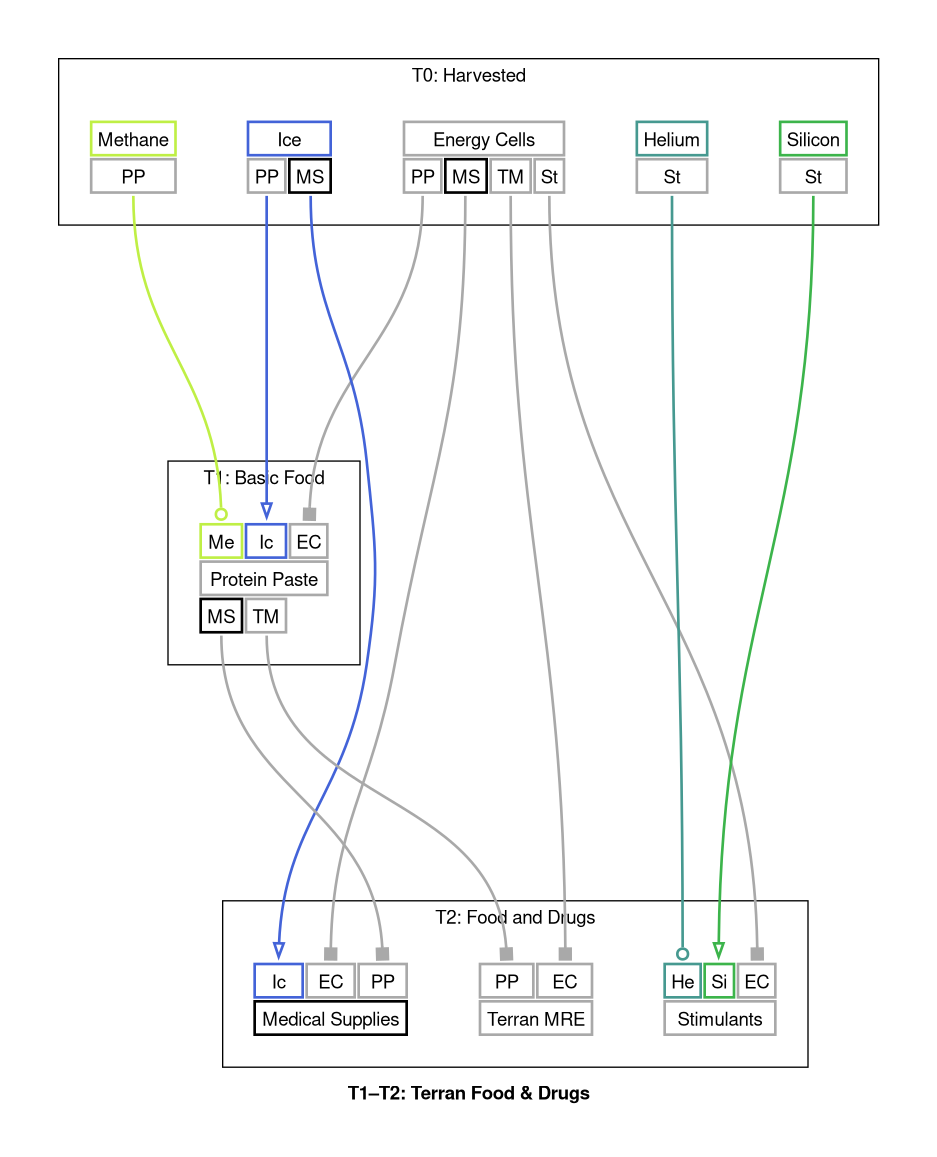 T0: Harvested
Methane Ice Energy Cells Helium Silicon
PP PP MS PP MS TM St St St
T1: Basic Food
Me Ic EC
Protein Paste
MS TM
T2: Food and Drugs
Ic EC PP PP EC He Si EC
Medical Supplies Terran MRE Stimulants
T1–T2: Terran Food & Drugs